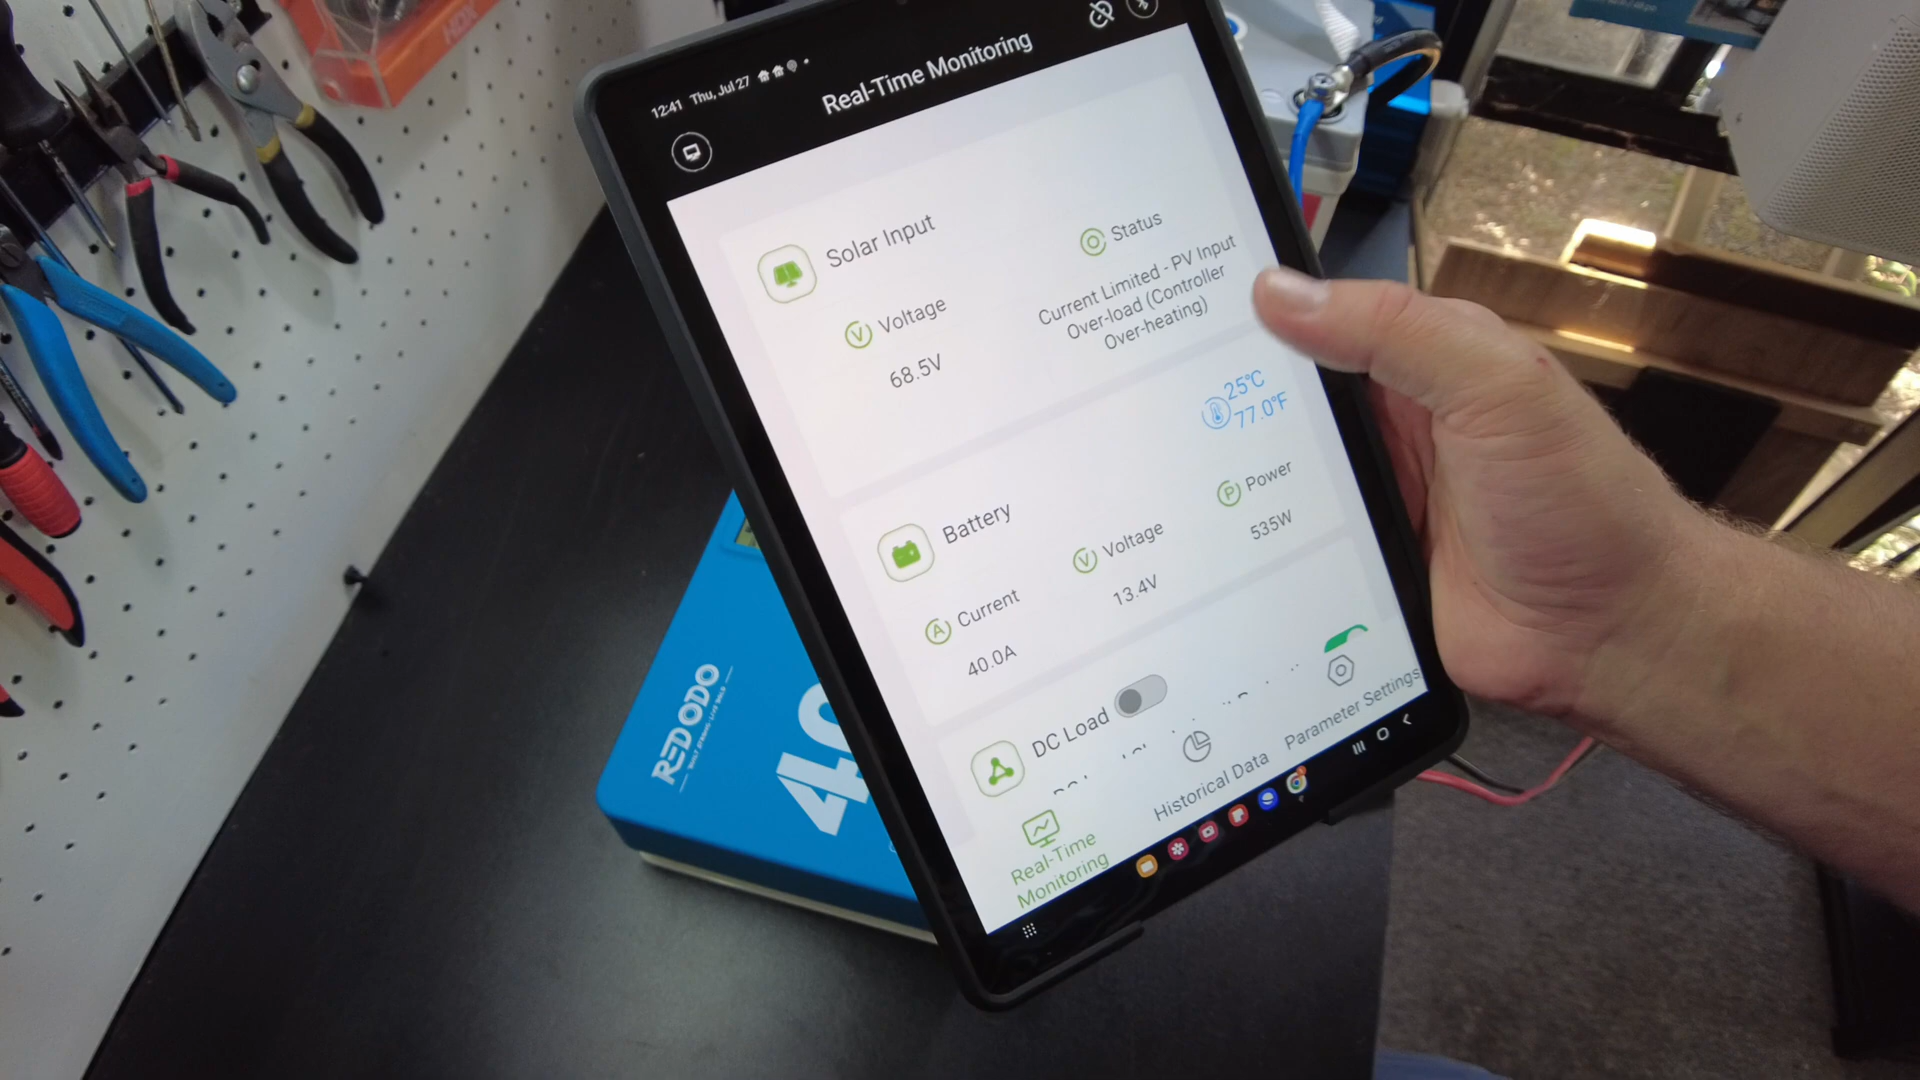 HDX
12:41 Thu, Jul 27
Real-Time Monitoring
Solar Input
Voltage
68.5V
Status
Current Limited - PV Input
Over-load (Controller
Over-heating)
25°C
77.0°F
Battery
Current
40.0A
Voltage
13.4V
Power
535W
DC Load
Real-Time
Monitoring
Historical Data
Parameter Settings
REDODO